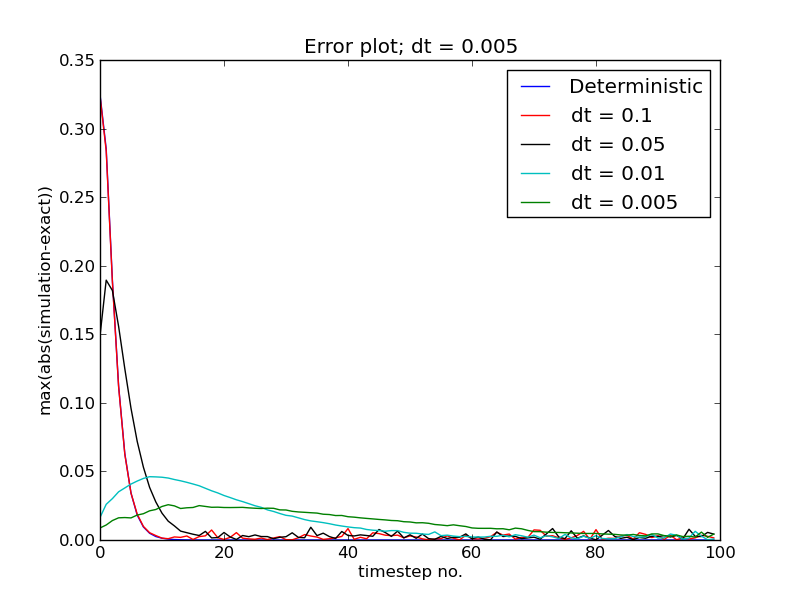 Error plot; dt = 0.005
max(abs(simulation-exact))
0.35
0.30
0.25
0.20
0.15
0.10
0.05
0.00
Deterministic
dt = 0.1
dt = 0.05
dt = 0.01
dt = 0.005
0 20 40 60 80 100
timestep no.